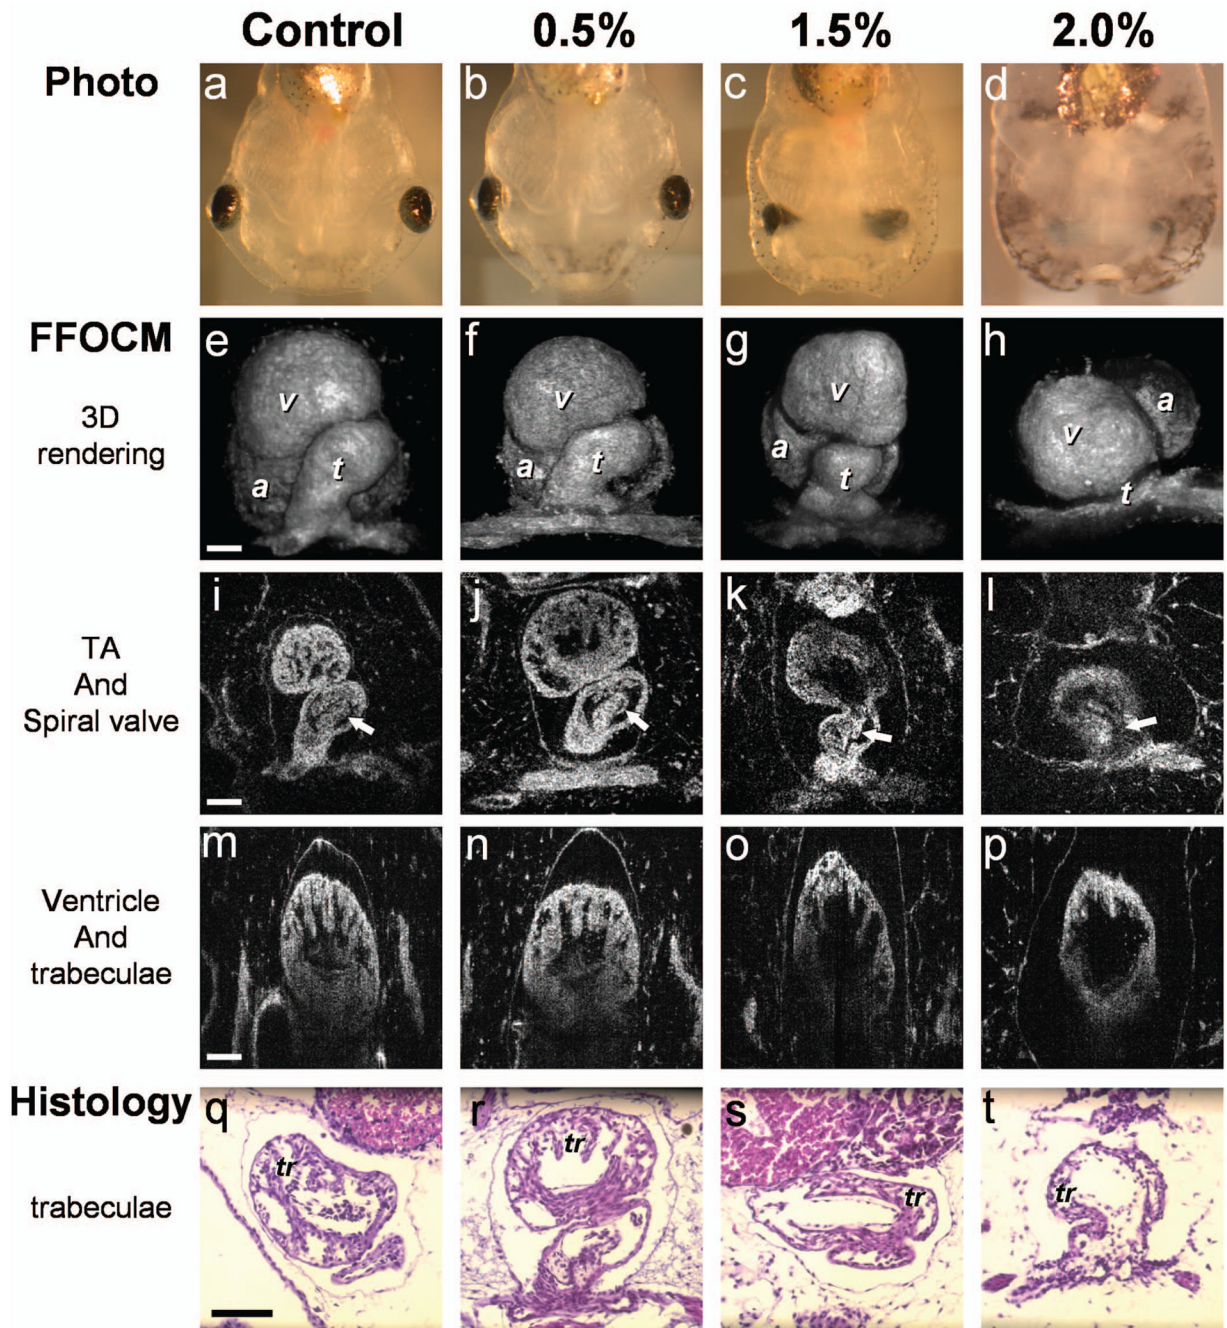 Control 0.5% 1.5% 2.0%
Photo a b c d
FFOCM e f g h
3D
rendering
v a t
v a t
v a t
v a t
TA
And
Spiral valve
i j k l
Ventricle
And
trabeculae
m n o p
Histology q r s t
trabeculae
tr tr tr tr